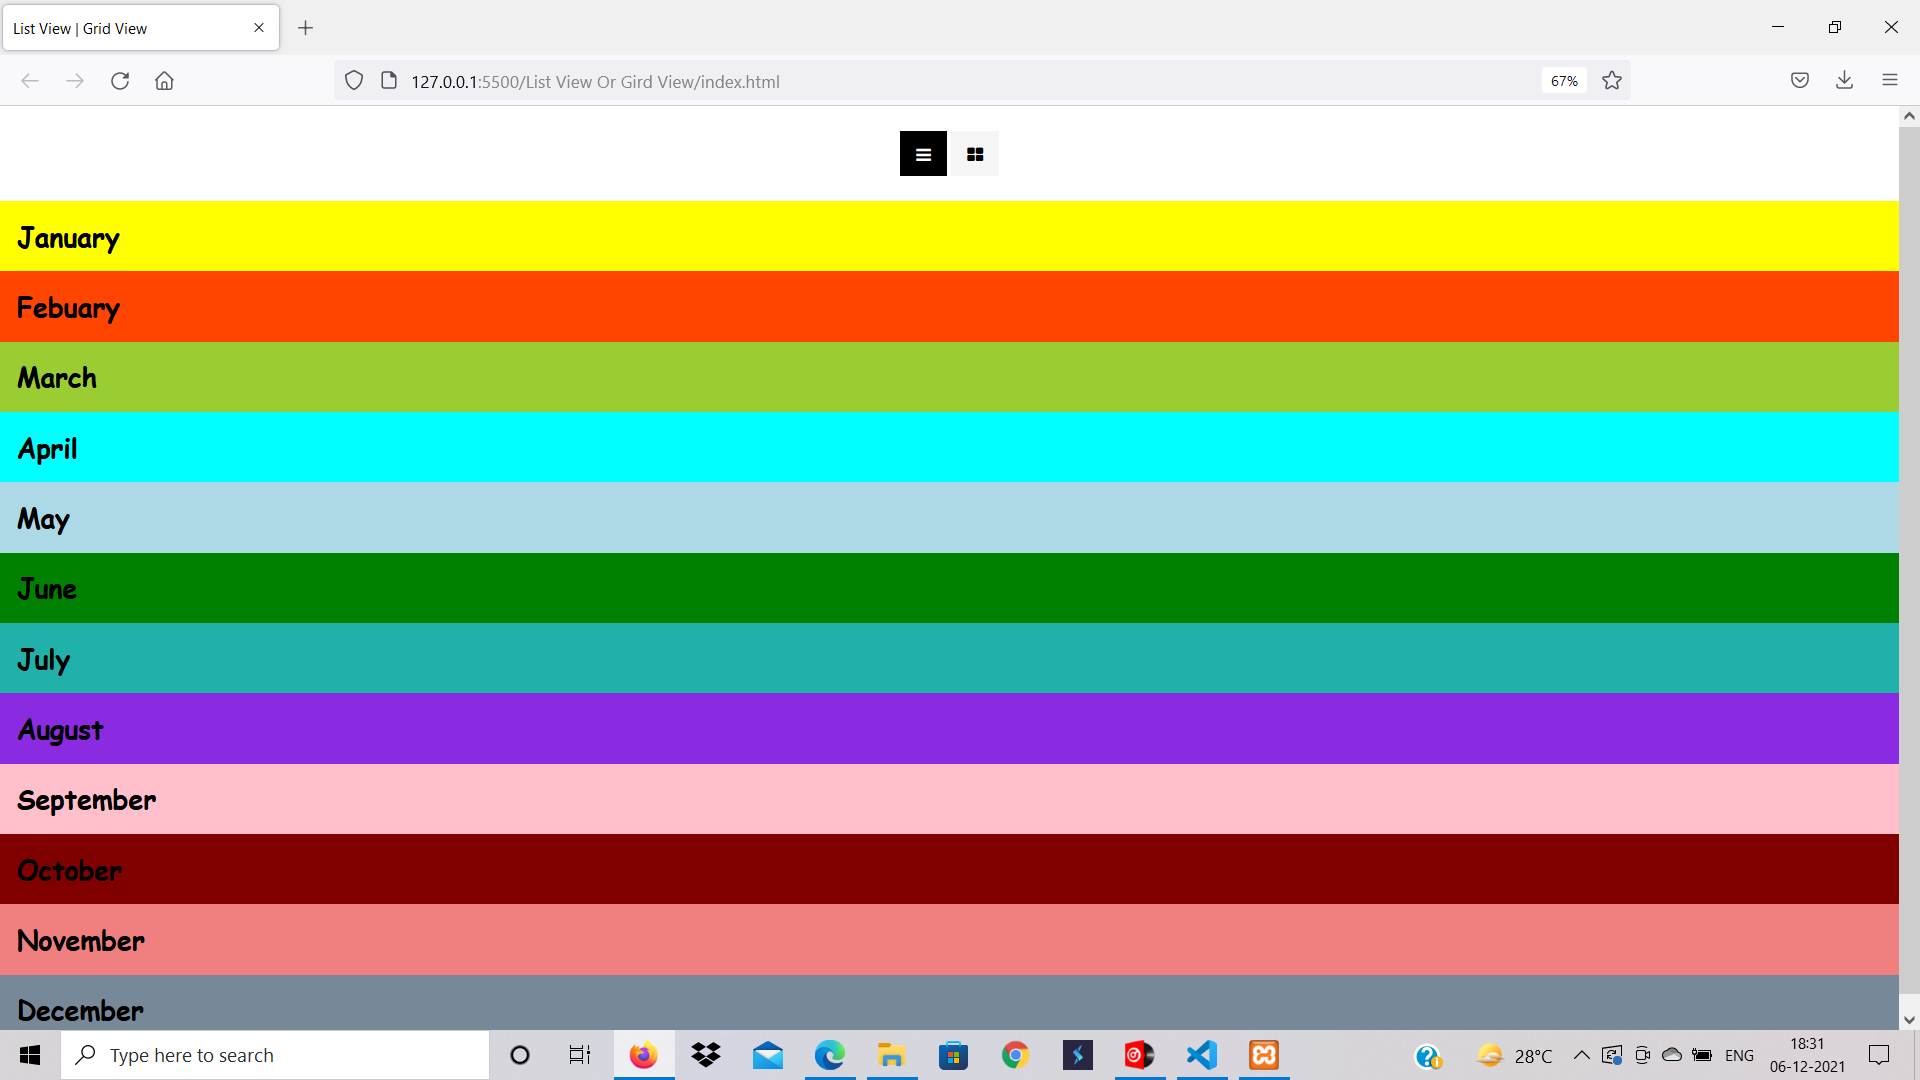 List View | Grid View
127.0.0.1:5500/List View Or Gird View/index.html
67%
January
Febuary
March
April
May
June
July
August
September
October
November
December
Type here to search
28°C
ENG
18:31
06-12-2021